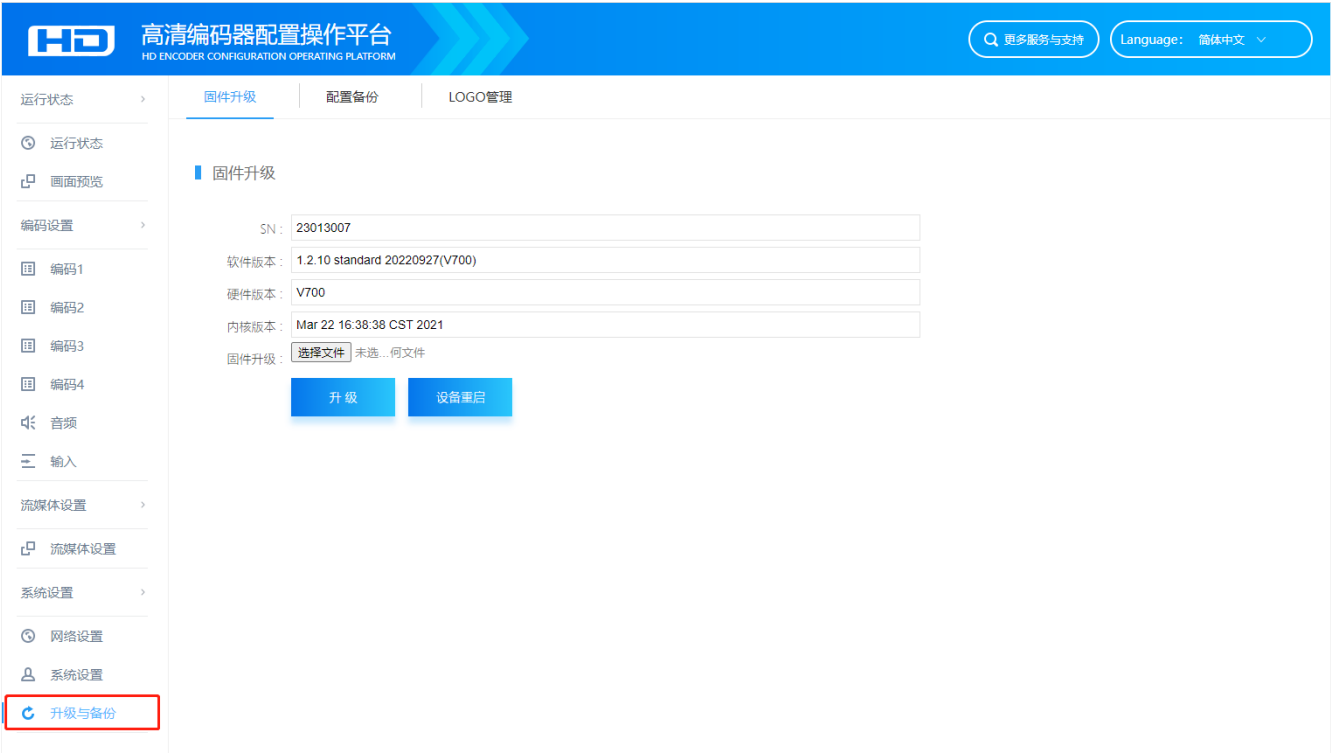 HD
高清编码器配置操作平台
HD ENCODER CONFIGURATION OPERATING PLATFORM
更多服务与支持
Language: 简体中文
运行状态
运行状态
画面预览
编码设置
编码1
编码2
编码3
编码4
音频
输入
流媒体设置
流媒体设置
系统设置
网络设置
系统设置
升级与备份
固件升级 配置备份 LOGO管理
固件升级
SN : 23013007
软件版本 : 1.2.10 standard 20220927(V700)
硬件版本 : V700
内核版本 : Mar 22 16:38:38 CST 2021
固件升级 : 选择文件 未选...何文件
升 级 设备重启